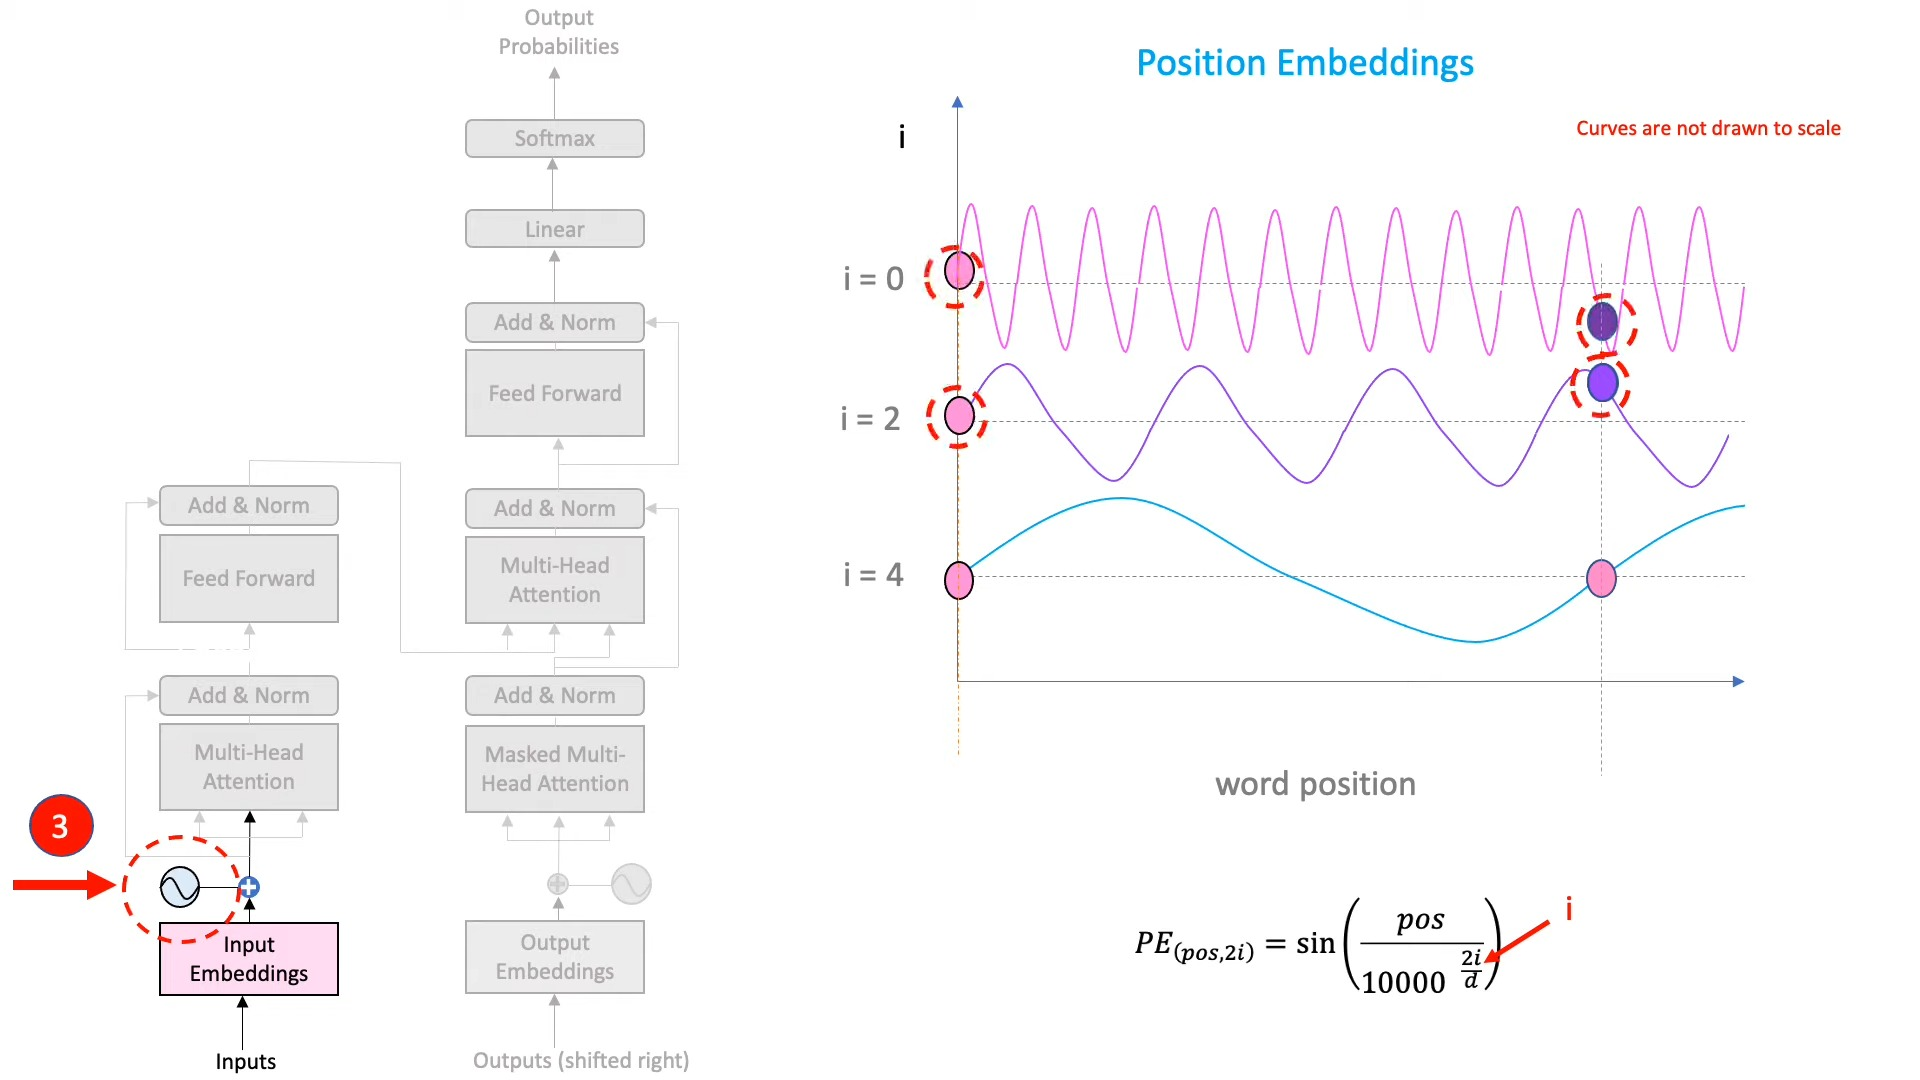 Output
Probabilities
Softmax
Linear
Add & Norm
Feed Forward
Add & Norm
Multi-Head
Attention
Add & Norm
Masked Multi-
Head Attention
Output
Embeddings
Outputs (shifted right)
Add & Norm
Feed Forward
Add & Norm
Multi-Head
Attention
3
Input
Embeddings
Inputs
Position Embeddings
Curves are not drawn to scale
i
i = 0
i = 2
i = 4
word position
i
PE(pos,2i) = sin(pos / 10000^(2i/d))